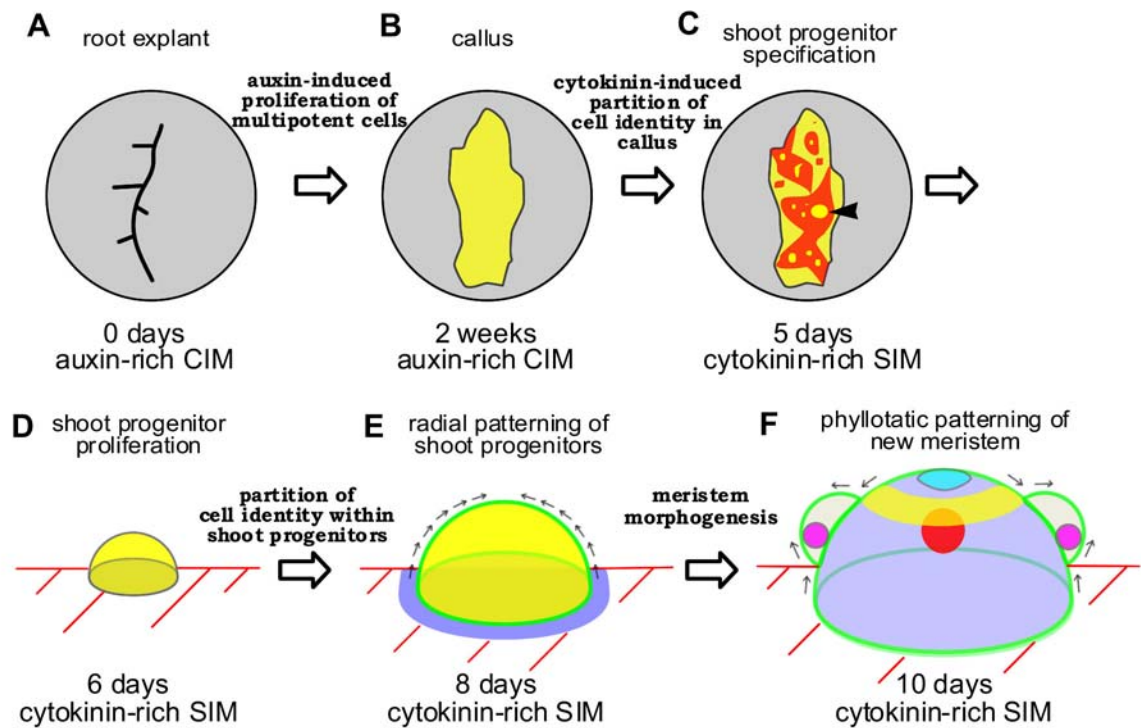 A
root explant
auxin-induced
proliferation of
multipotent cells
0 days
auxin-rich CIM
B
callus
cytokinin-induced
partition of
cell identity in
callus
2 weeks
auxin-rich CIM
C
shoot progenitor
specification
5 days
cytokinin-rich SIM
D
shoot progenitor
proliferation
partition of
cell identity within
shoot progenitors
6 days
cytokinin-rich SIM
E
radial patterning of
shoot progenitors
meristem
morphogenesis
8 days
cytokinin-rich SIM
F
phyllotatic patterning of
new meristem
10 days
cytokinin-rich SIM